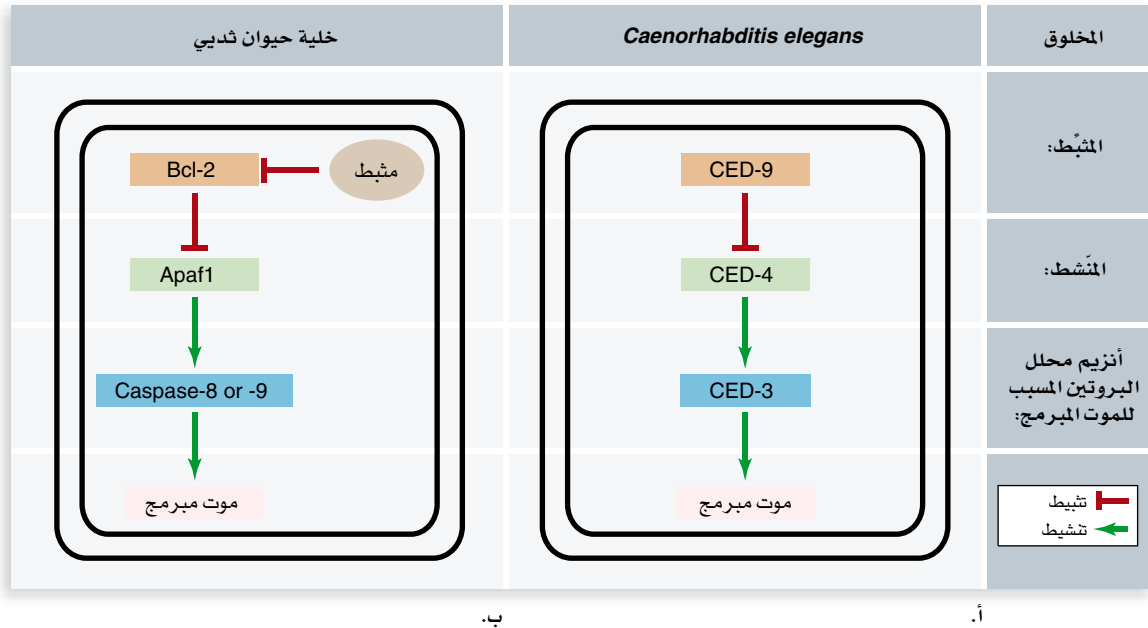 المخلوق
Caenorhabditis elegans
خلية حيوان ثديي
المثبِّط:
CED-9
مثبط
Bcl-2
المنّشط:
CED-4
Apaf1
أنزيم محلل
البروتين المسبب
للموت المبرمج:
CED-3
Caspase-8 or -9
تثبيط
تنشيط
موت مبرمج
موت مبرمج
أ.
ب.